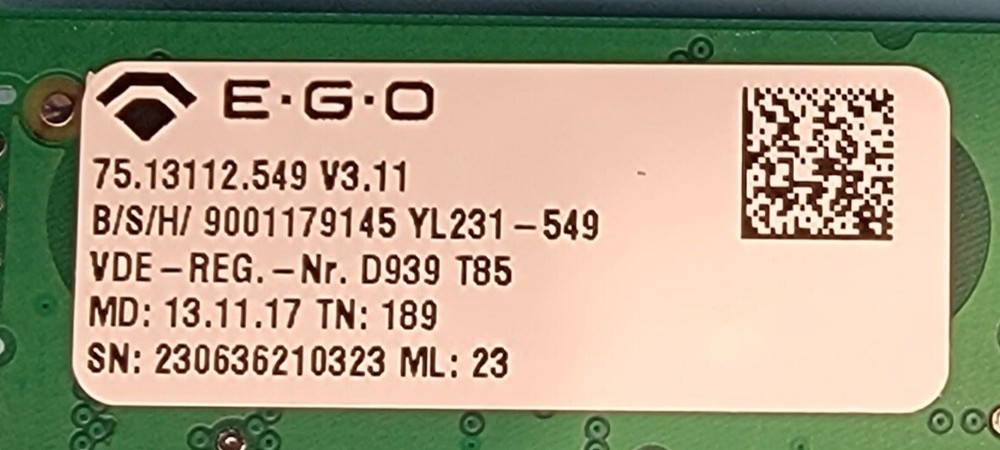 E·G·O
75.13112.549 V3.11
B/S/H/ 9001179145 YL231-549
VDE-REG.-Nr. D939 T85
MD: 13.11.17 TN: 189
SN: 230636210323 ML: 23